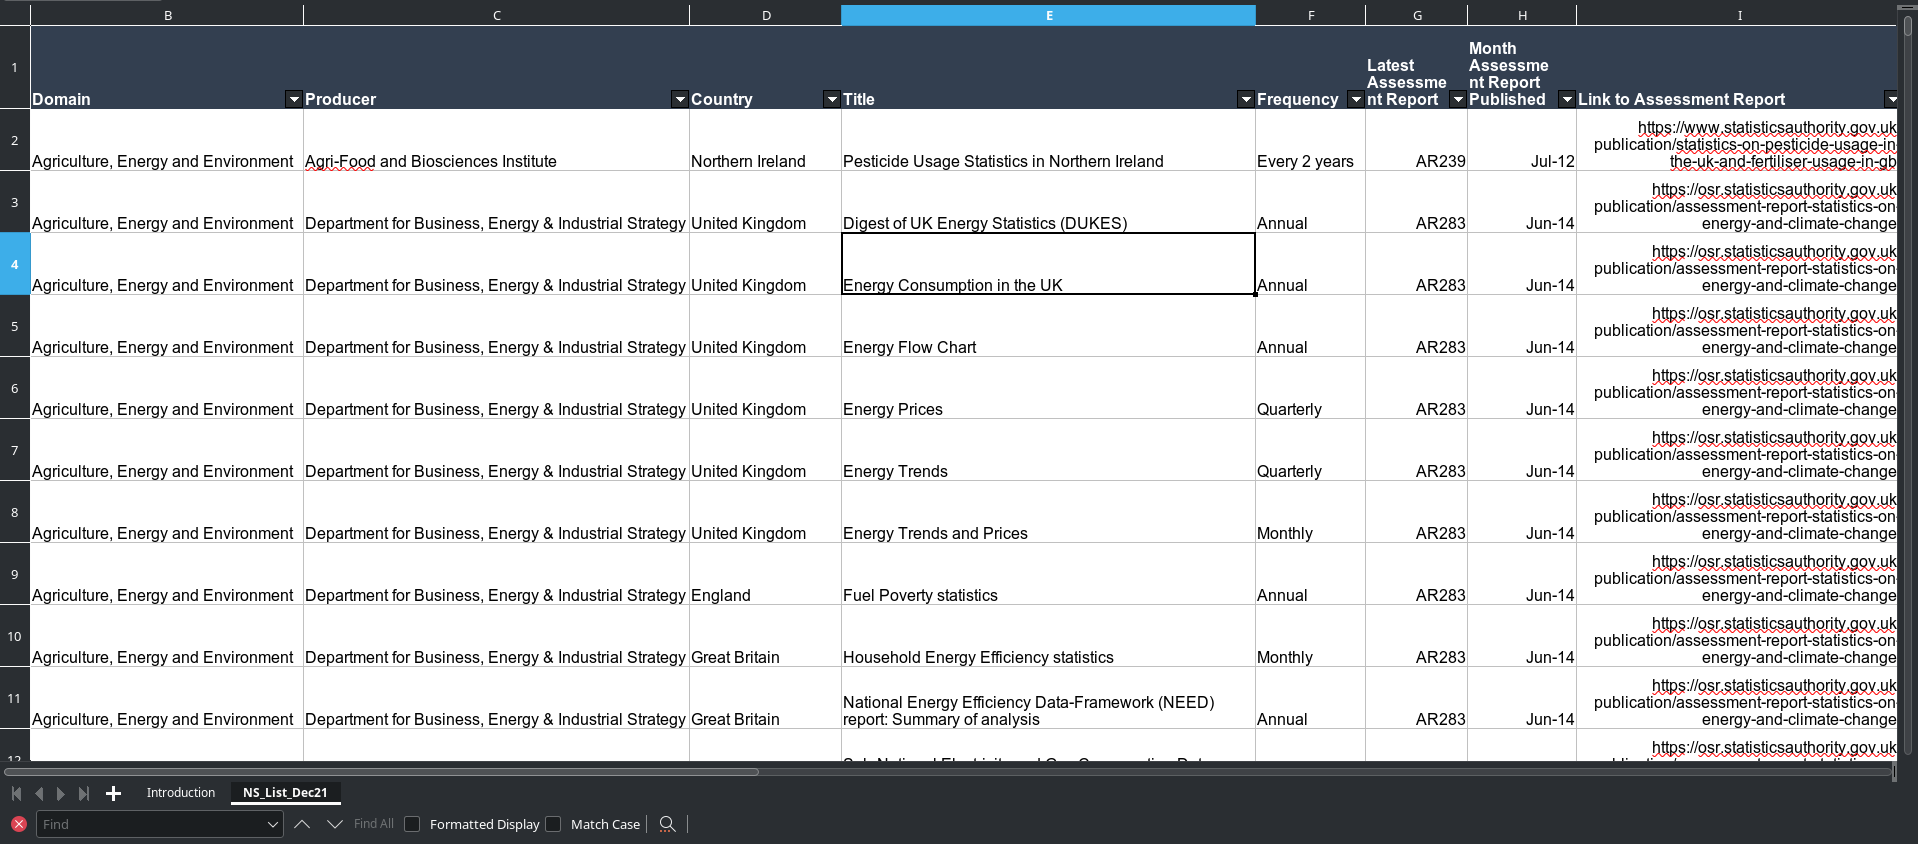 B C D E F G H I
1 Domain Producer Country Title Frequency Latest Assessme nt Report Month Assessme nt Report Published Link to Assessment Report
2 Agriculture, Energy and Environment Agri-Food and Biosciences Institute Northern Ireland Pesticide Usage Statistics in Northern Ireland Every 2 years AR239 Jul-12 https://www.statisticsauthority.gov.uk publication/statistics-on-pesticide-usage-in- the-uk-and-fertiliser-usage-in-gb
3 Agriculture, Energy and Environment Department for Business, Energy & Industrial Strategy United Kingdom Digest of UK Energy Statistics (DUKES) Annual AR283 Jun-14 https://osr.statisticsauthority.gov.uk publication/assessment-report-statistics-on- energy-and-climate-change
4 Agriculture, Energy and Environment Department for Business, Energy & Industrial Strategy United Kingdom Energy Consumption in the UK Annual AR283 Jun-14 https://osr.statisticsauthority.gov.uk publication/assessment-report-statistics-on- energy-and-climate-change
5 Agriculture, Energy and Environment Department for Business, Energy & Industrial Strategy United Kingdom Energy Flow Chart Annual AR283 Jun-14 https://osr.statisticsauthority.gov.uk publication/assessment-report-statistics-on- energy-and-climate-change
6 Agriculture, Energy and Environment Department for Business, Energy & Industrial Strategy United Kingdom Energy Prices Quarterly AR283 Jun-14 https://osr.statisticsauthority.gov.uk publication/assessment-report-statistics-on- energy-and-climate-change
7 Agriculture, Energy and Environment Department for Business, Energy & Industrial Strategy United Kingdom Energy Trends Quarterly AR283 Jun-14 https://osr.statisticsauthority.gov.uk publication/assessment-report-statistics-on- energy-and-climate-change
8 Agriculture, Energy and Environment Department for Business, Energy & Industrial Strategy United Kingdom Energy Trends and Prices Monthly AR283 Jun-14 https://osr.statisticsauthority.gov.uk publication/assessment-report-statistics-on- energy-and-climate-change
9 Agriculture, Energy and Environment Department for Business, Energy & Industrial Strategy England Fuel Poverty statistics Annual AR283 Jun-14 https://osr.statisticsauthority.gov.uk publication/assessment-report-statistics-on- energy-and-climate-change
10 Agriculture, Energy and Environment Department for Business, Energy & Industrial Strategy Great Britain Household Energy Efficiency statistics Monthly AR283 Jun-14 https://osr.statisticsauthority.gov.uk publication/assessment-report-statistics-on- energy-and-climate-change
11 Agriculture, Energy and Environment Department for Business, Energy & Industrial Strategy Great Britain National Energy Efficiency Data-Framework (NEED) report: Summary of analysis Annual AR283 Jun-14 https://osr.statisticsauthority.gov.uk publication/assessment-report-statistics-on- energy-and-climate-change
12 https://osr.statisticsauthority.gov.uk
Introduction NS_List_Dec21
Find Find All Formatted Display Match Case